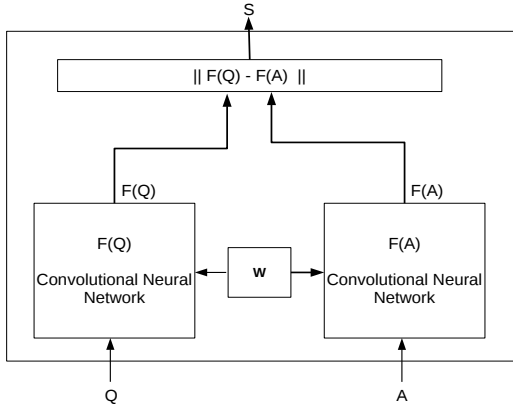 S
|| F(Q) - F(A) ||
F(Q)
F(A)
F(Q)
Convolutional Neural
Network
W
F(A)
Convolutional Neural
Network
Q
A